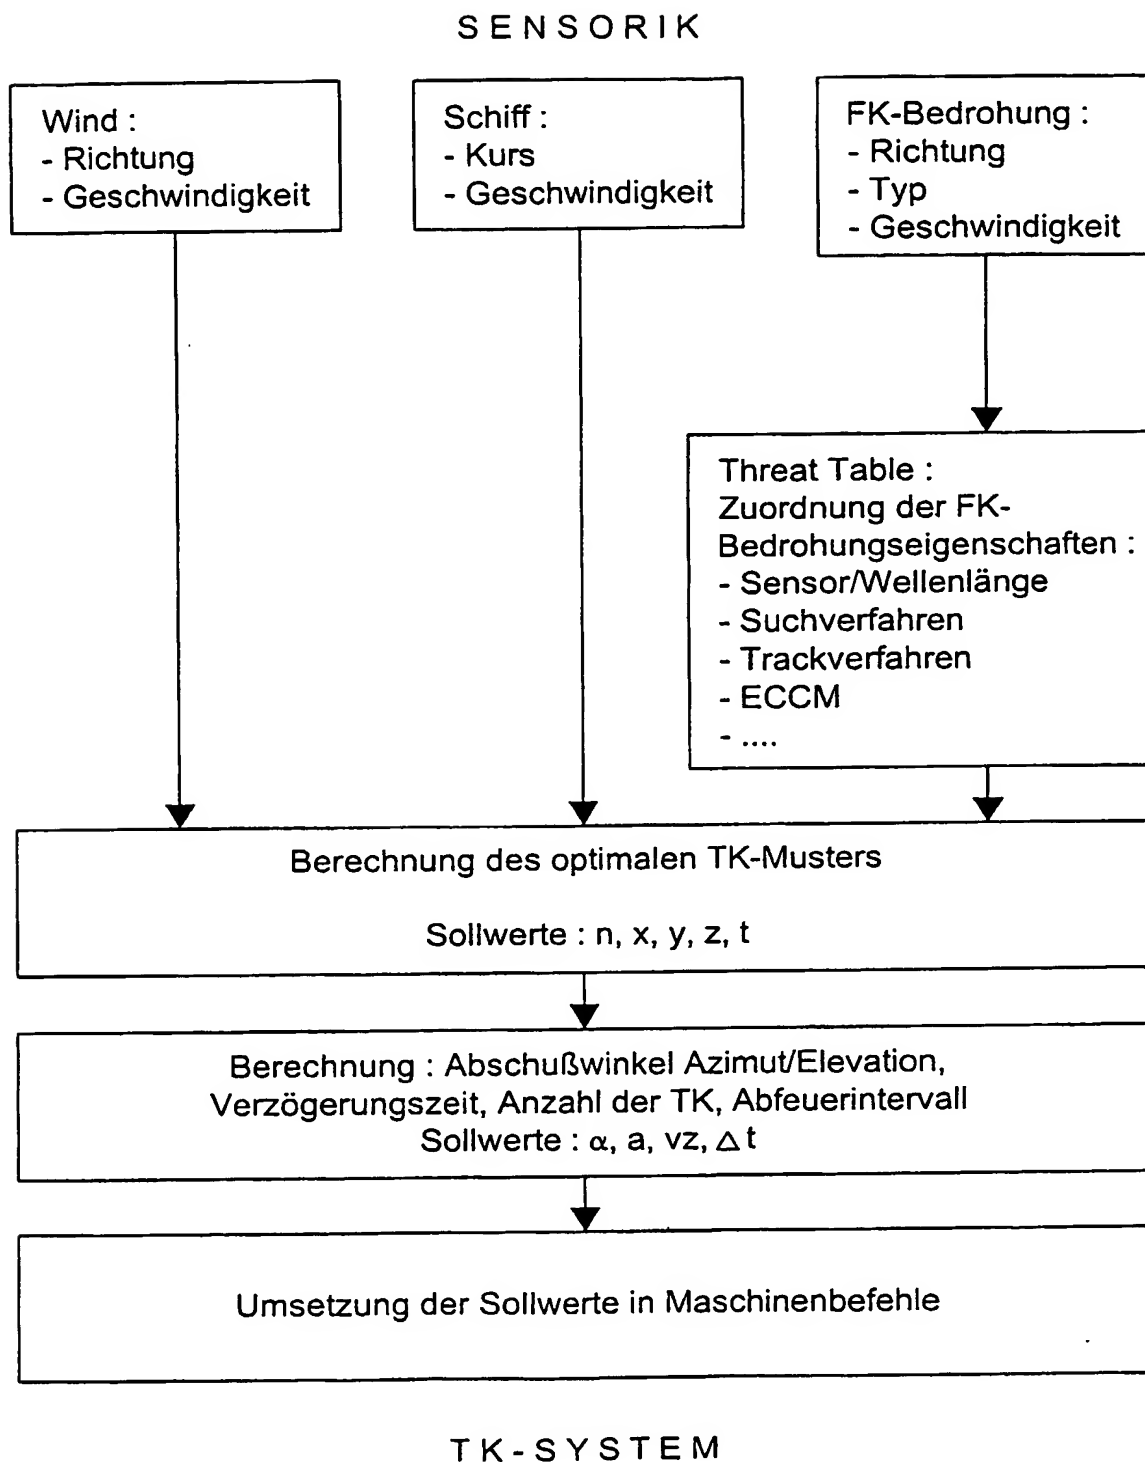 SENSORIK
Wind :
- Richtung
- Geschwindigkeit
Schiff :
- Kurs
- Geschwindigkeit
FK-Bedrohung :
- Richtung
- Typ
- Geschwindigkeit
Threat Table :
Zuordnung der FK-
Bedrohungseigenschaften :
- Sensor/Wellenlänge
- Suchverfahren
- Trackverfahren
- ECCM
- ....
Berechnung des optimalen TK-Musters
Sollwerte : n, x, y, z, t
Berechnung : Abschußwinkel Azimut/Elevation,
Verzögerungszeit, Anzahl der TK, Abfeuerintervall
Sollwerte : α, a, vz, △ t
Umsetzung der Sollwerte in Maschinenbefehle
TK-SYSTEM